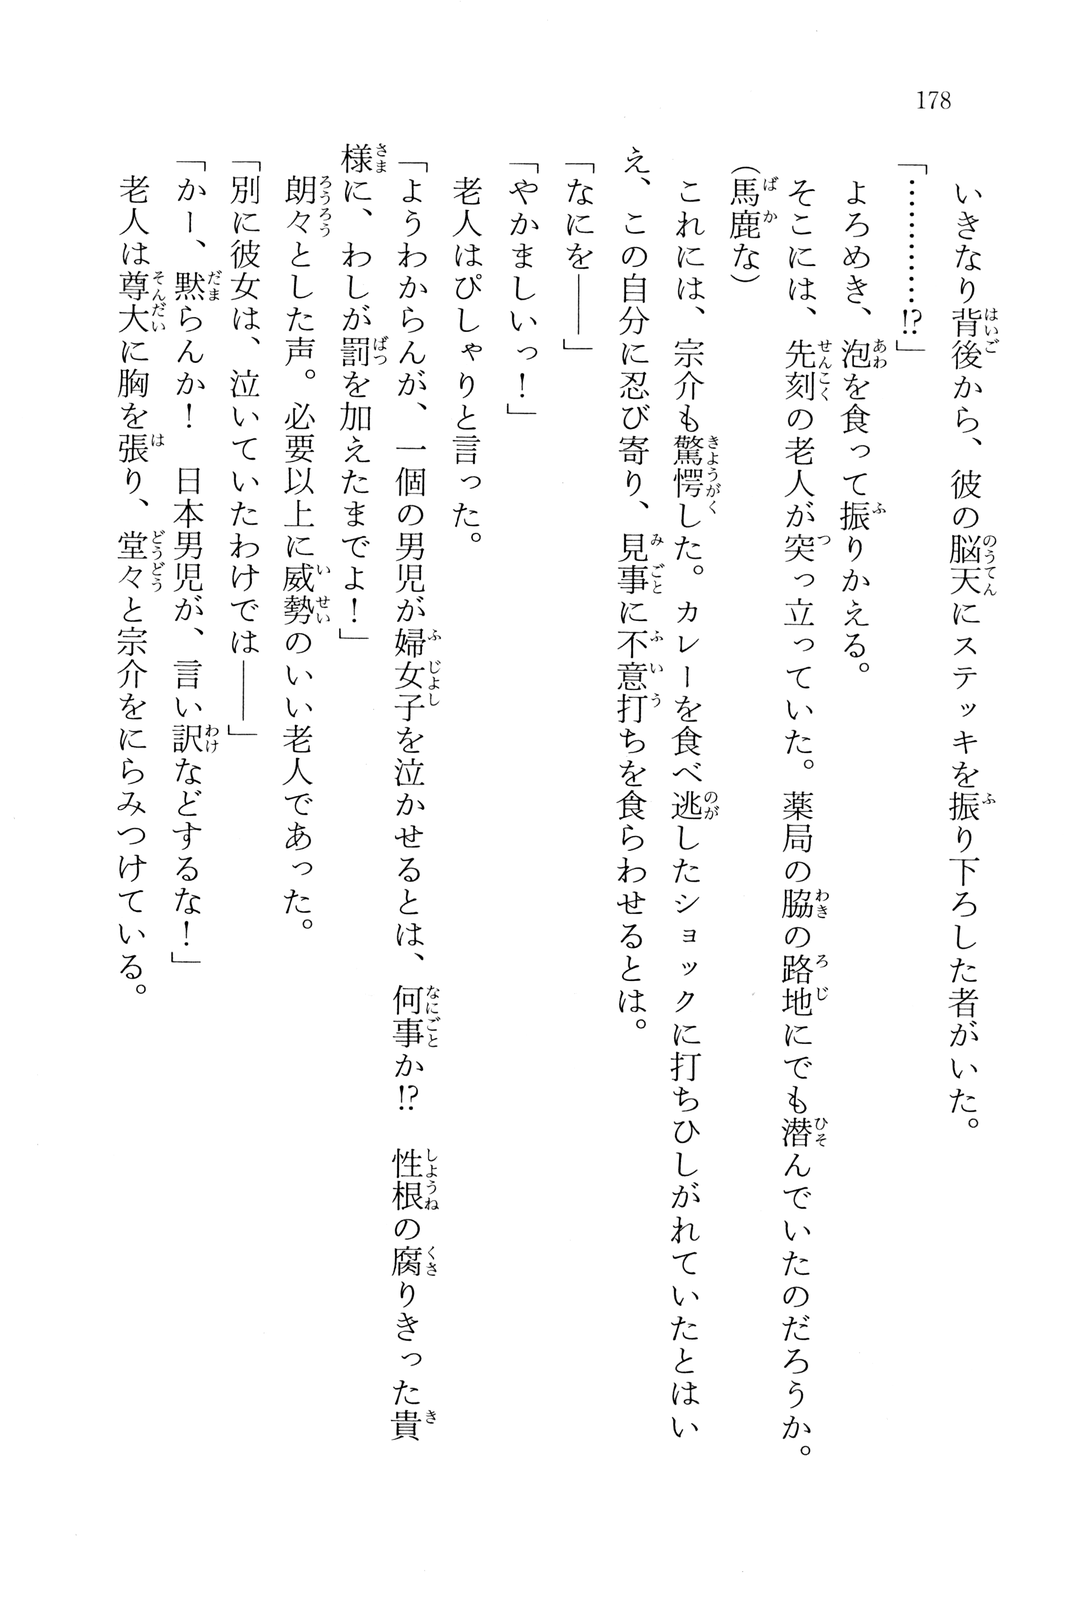 178
いきなり背後から、彼の脳天にステッキを振り下ろした者がいた。
「…………!?」
よろめき、泡を食って振りかえる。
そこには、先刻の老人が突っ立っていた。薬局の脇の路地にでも潜んでいたのだろうか。
（馬鹿な）
これには、宗介も驚愕した。カレーを食べ逃したショックに打ちひしがれていたとはい
え、この自分に忍び寄り、見事に不意打ちを食らわせるとは。
「なにを――」
「やかましいっ！」
老人はぴしゃりと言った。
「ようわからんが、一個の男児が婦女子を泣かせるとは、何事か!?　性根の腐りきった貴
様に、わしが罰を加えたまでよ！」
朗々とした声。必要以上に威勢のいい老人であった。
「別に彼女は、泣いていたわけでは――」
「かー、黙らんか！　日本男児が、言い訳などするな！」
老人は尊大に胸を張り、堂々と宗介をにらみつけている。